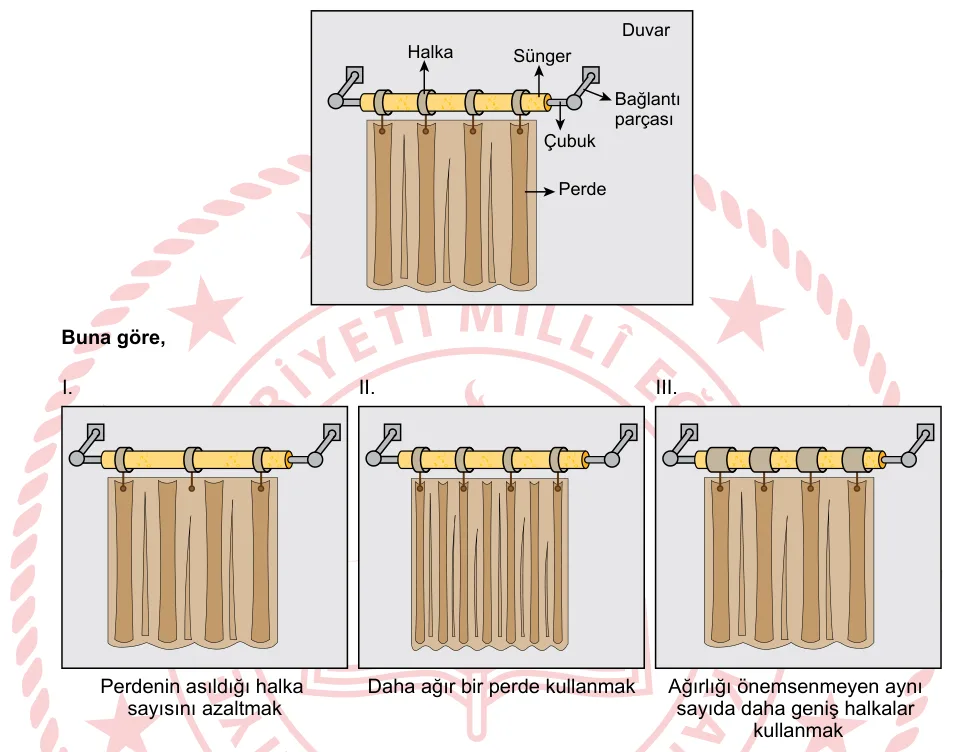 Duvar
Halka
Sünger
Bağlantı
parçası
Çubuk
Perde
Buna göre,
I.
II.
III.
Perdenin asıldığı halka
sayısını azaltmak
Daha ağır bir perde kullanmak
Ağırlığı önemsenmeyen aynı
sayıda daha geniş halkalar
kullanmak